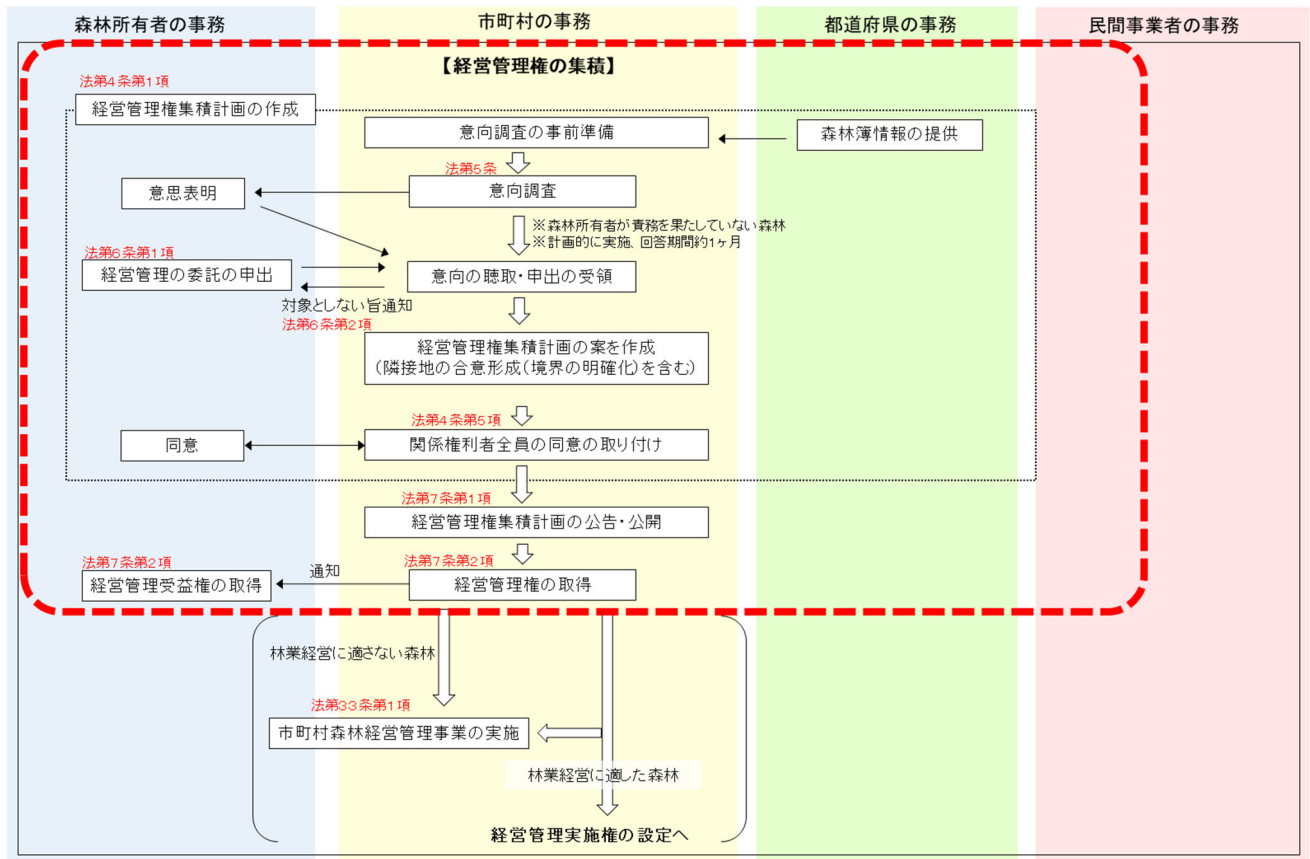 森林所有者の事務
市町村の事務
都道府県の事務
民間事業者の事務
【経営管理権の集積】
法第4条第1項
経営管理権集積計画の作成
意向調査の事前準備
森林簿情報の提供
法第5条
意向調査
意思表明
※森林所有者が責務を果たしていない森林
※計画的に実施、回答期間約1ヶ月
法第6条第1項
経営管理の委託の申出
意向の聴取・申出の受領
対象としない旨通知
法第6条第2項
経営管理権集積計画の案を作成
(隣接地の合意形成(境界の明確化)を含む)
法第4条第5項
同意
関係権利者全員の同意の取り付け
法第7条第1項
経営管理権集積計画の公告・公開
法第7条第2項
法第7条第2項
経営管理受益権の取得
通知
経営管理権の取得
林業経営に適さない森林
法第33条第1項
市町村森林経営管理事業の実施
林業経営に適した森林
経営管理実施権の設定へ